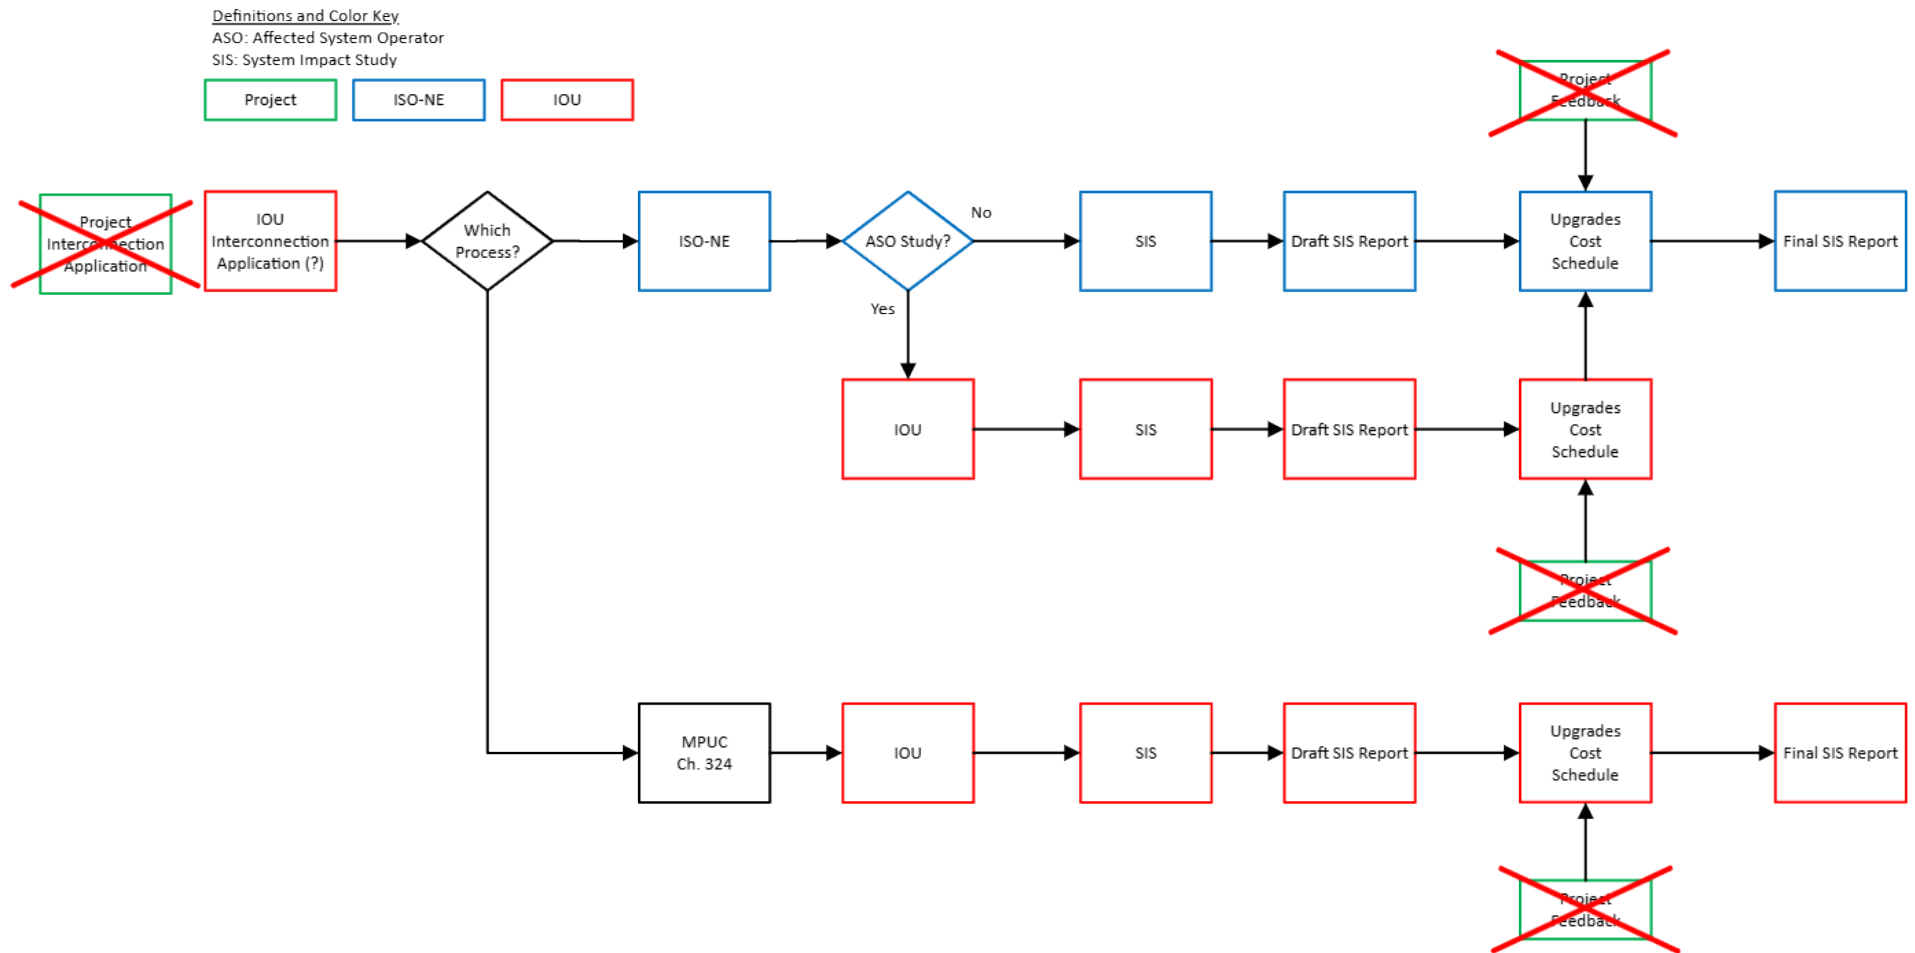 Definitions and Color Key
ASO: Affected System Operator
SIS: System Impact Study
Project
ISO-NE
IOU
Project
Feedback
Project
Interconnection
Application
IOU
Interconnection
Application (?)
Which
Process?
ISO-NE
ASO Study?
No
SIS
Draft SIS Report
Upgrades
Cost
Schedule
Final SIS Report
Yes
IOU
SIS
Draft SIS Report
Upgrades
Cost
Schedule
Project
Feedback
MPUC
Ch. 324
IOU
SIS
Draft SIS Report
Upgrades
Cost
Schedule
Final SIS Report
Project
Feedback